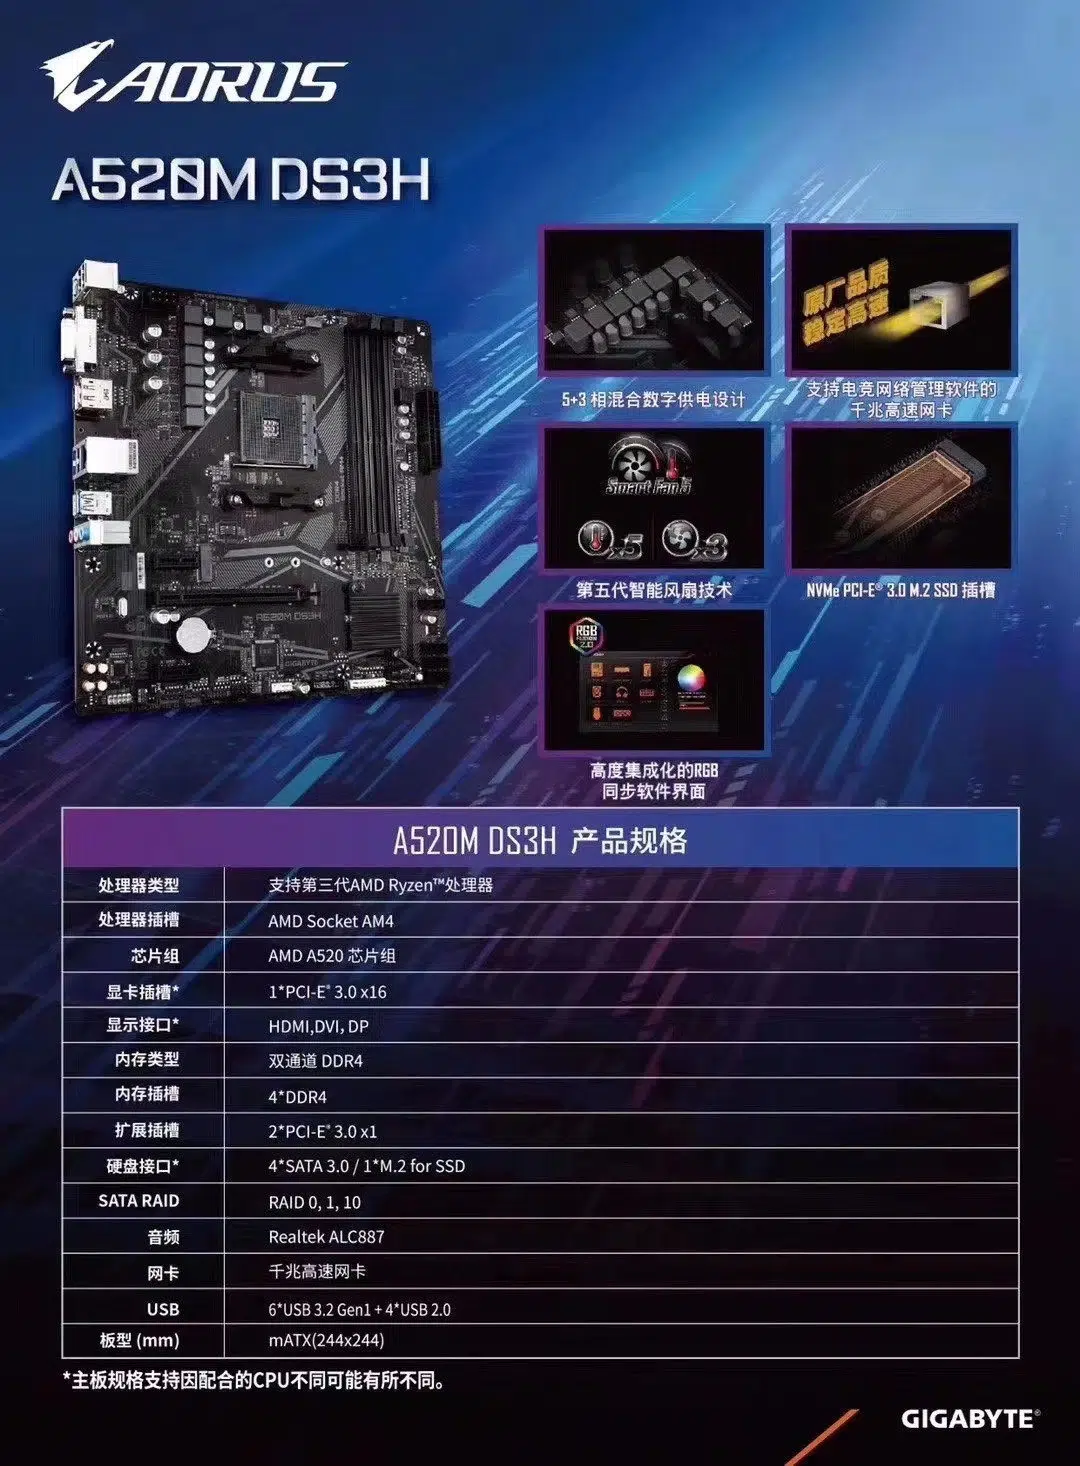 AORUS
A520M DS3H
5+3 相混合数字供电设计
原厂品质
稳定高速
支持电竞网络管理软件的
千兆高速网卡
Smart Fan 5
x5
x3
第五代智能风扇技术
NVMe PCI-E® 3.0 M.2 SSD 插槽
RGB
FUSION
2.0
高度集成化的RGB
同步软件界面
A520M DS3H
GIGABYTE
A520M DS3H 产品规格
处理器类型 支持第三代AMD Ryzen™处理器
处理器插槽 AMD Socket AM4
芯片组 AMD A520 芯片组
显卡插槽* 1*PCI-E® 3.0 x16
显示接口* HDMI,DVI，DP
内存类型 双通道 DDR4
内存插槽 4*DDR4
扩展插槽 2*PCI-E® 3.0 x1
硬盘接口* 4*SATA 3.0 / 1*M.2 for SSD
SATA RAID RAID 0, 1, 10
音频 Realtek ALC887
网卡 千兆高速网卡
USB 6*USB 3.2 Gen1 + 4*USB 2.0
板型 (mm) mATX(244x244)
*主板规格支持因配合的CPU不同可能有所不同。
GIGABYTE®